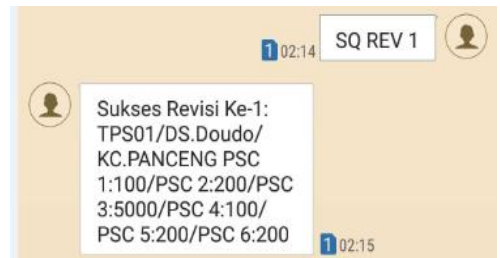 SQ REV 1
1 02:14
Sukses Revisi Ke-1:
TPS01/DS.Doudo/
KC.PANCENG PSC
1:100/PSC 2:200/PSC
3:5000/PSC 4:100/
PSC 5:200/PSC 6:200
1 02:15